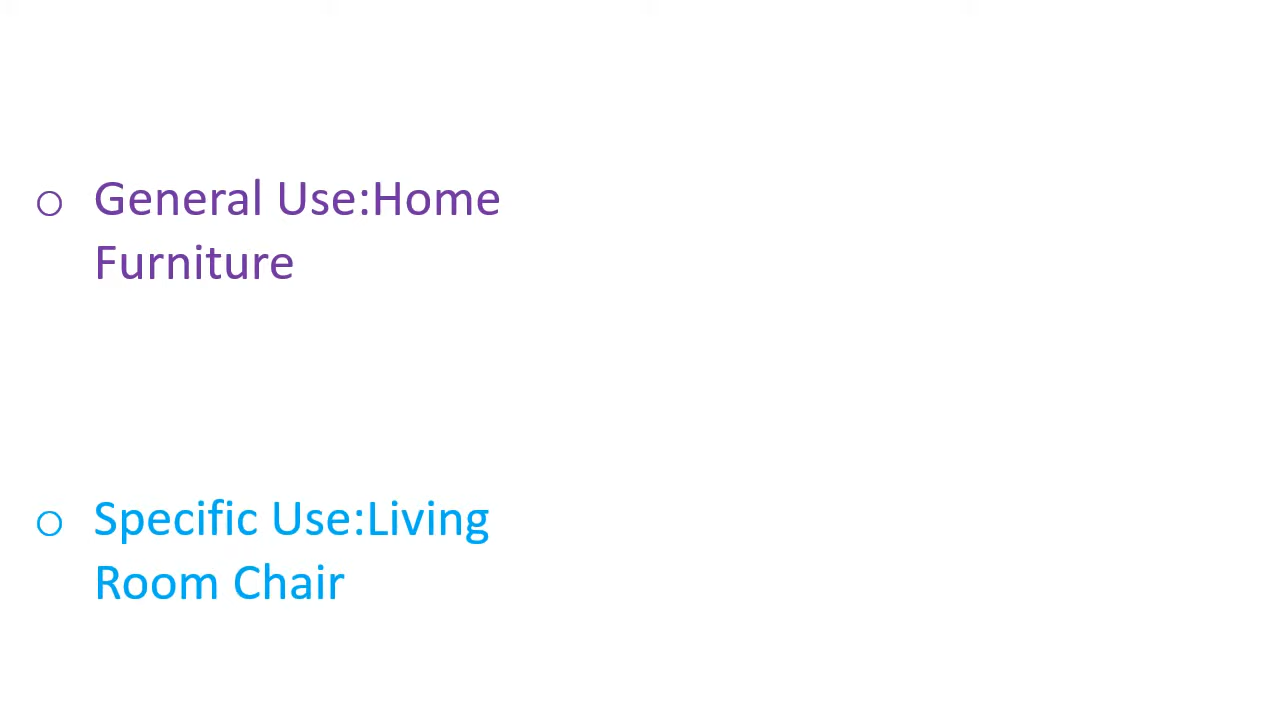 ○ General Use:Home
Furniture
○ Specific Use:Living
Room Chair